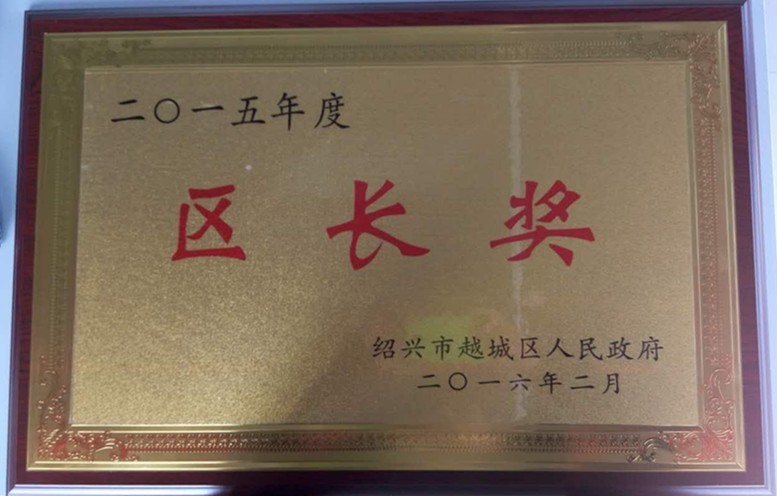 二〇一五年度
区长奖
绍兴市越城区人民政府
二〇一六年二月